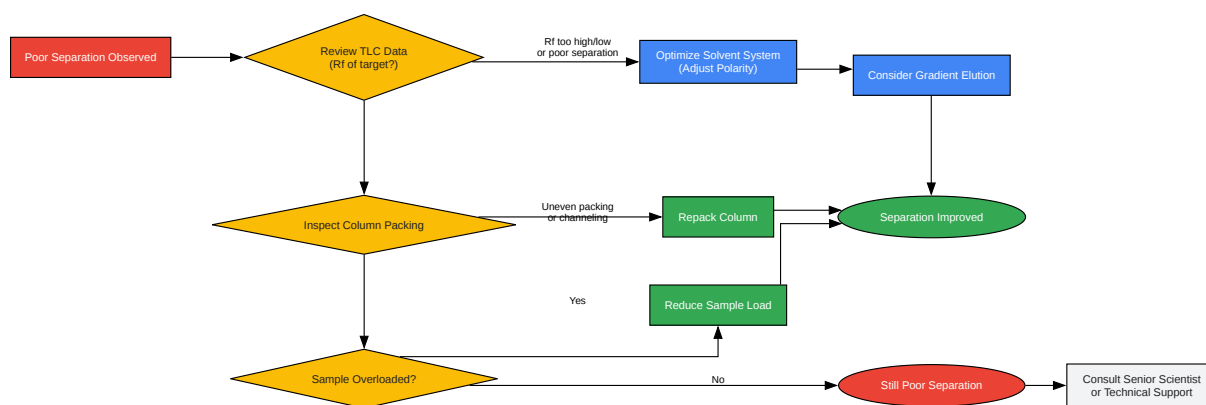 Poor Separation Observed
Review TLC Data
(Rf of target?)
Rf too high/low
or poor separation
Optimize Solvent System
(Adjust Polarity)
Consider Gradient Elution
Inspect Column Packing
Uneven packing
or channeling
Repack Column
Separation Improved
Yes
Reduce Sample Load
Sample Overloaded?
No
Still Poor Separation
Consult Senior Scientist
or Technical Support